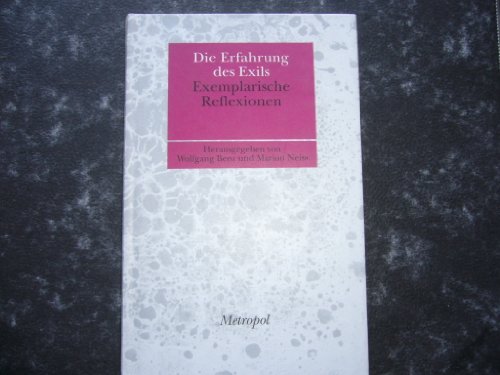 Die Erfahrung
des Exils
Exemplarische
Reflexionen
Herausgegeben von
Wolfgang Benz und Marion Neiss
Metropol